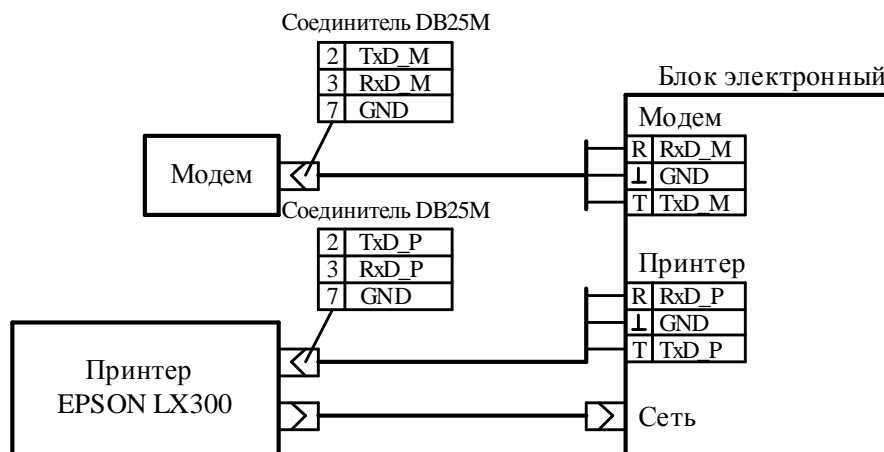 Соединитель DB25M
2 TxD_M
3 RxD_M
7 GND
Блок электронный
Модем
R RxD_M
⊥ GND
T TxD_M
Модем
Соединитель DB25M
2 TxD_P
3 RxD_P
7 GND
Принтер
R RxD_P
⊥ GND
T TxD_P
Принтер
EPSON LX300
Сеть